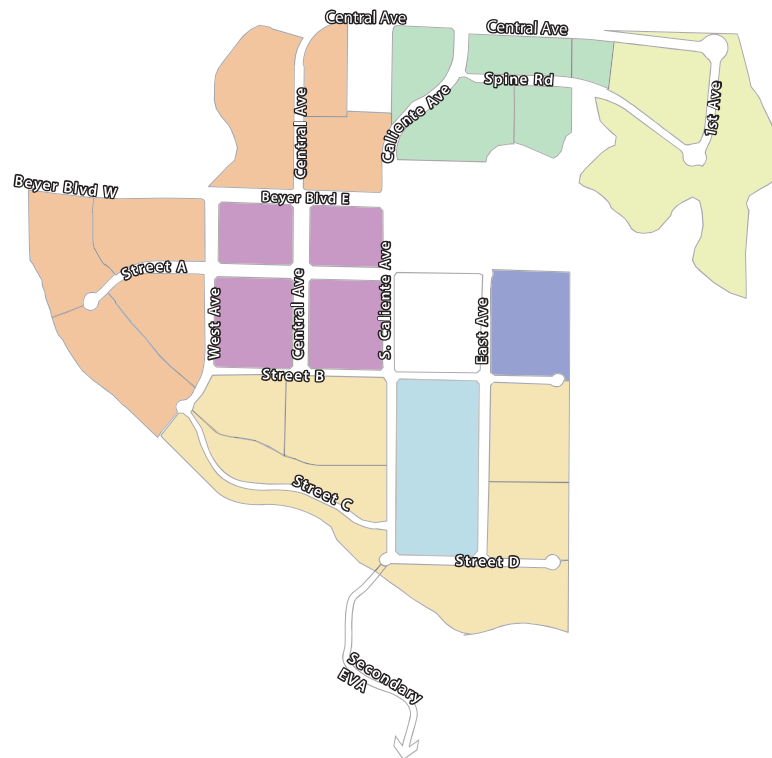 Central Ave
Central Ave
Spine Rd
1st Ave
Caliente Ave
Central Ave
Beyer Blvd W
Beyer Blvd E
Street A
West Ave
Central Ave
S. Caliente Ave
East Ave
Street B
Street C
Street D
Secondary
EVA